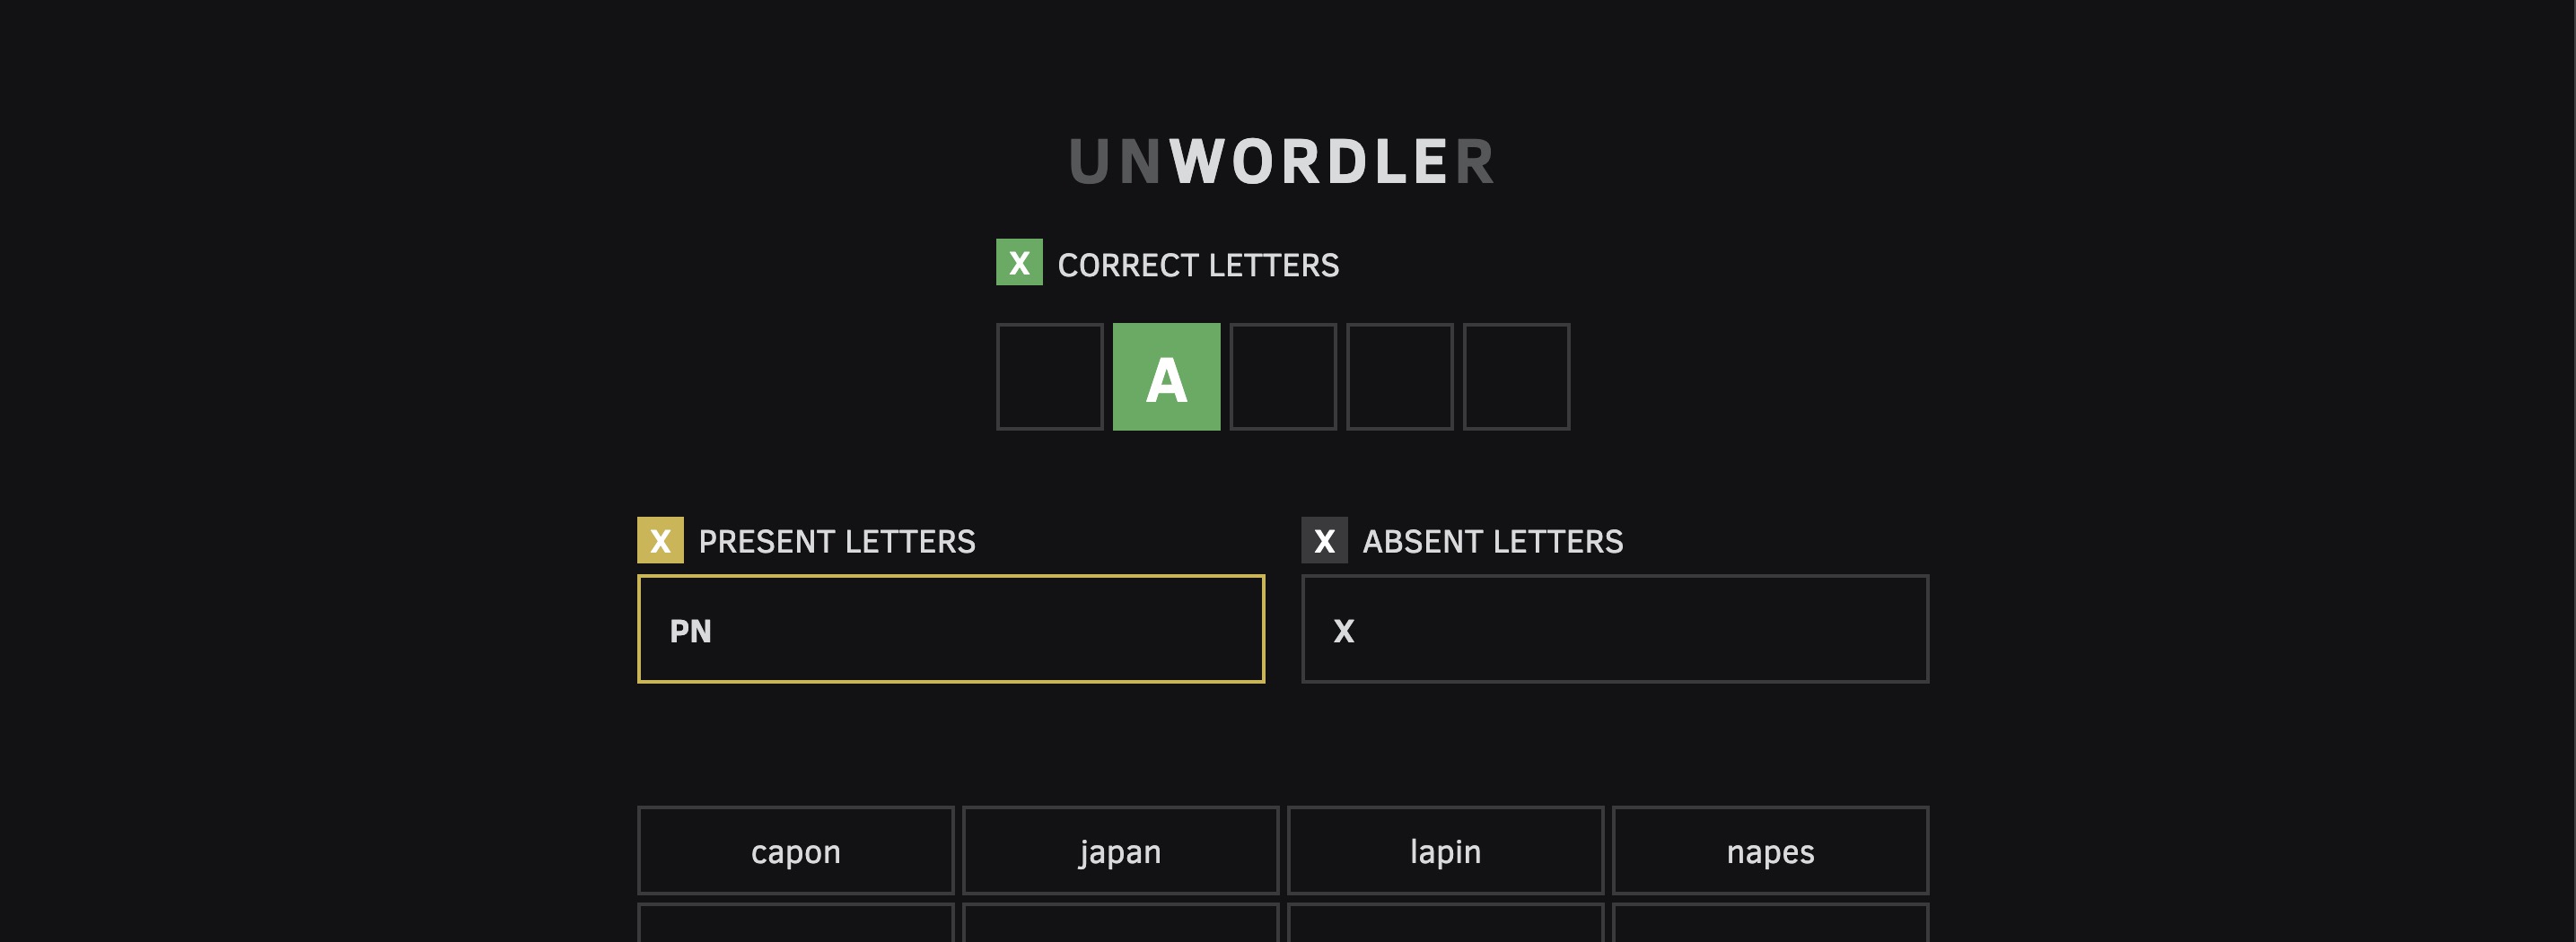 UNWORDLER
X CORRECT LETTERS
A
X PRESENT LETTERS
PN
X ABSENT LETTERS
X
capon japan lapin napes